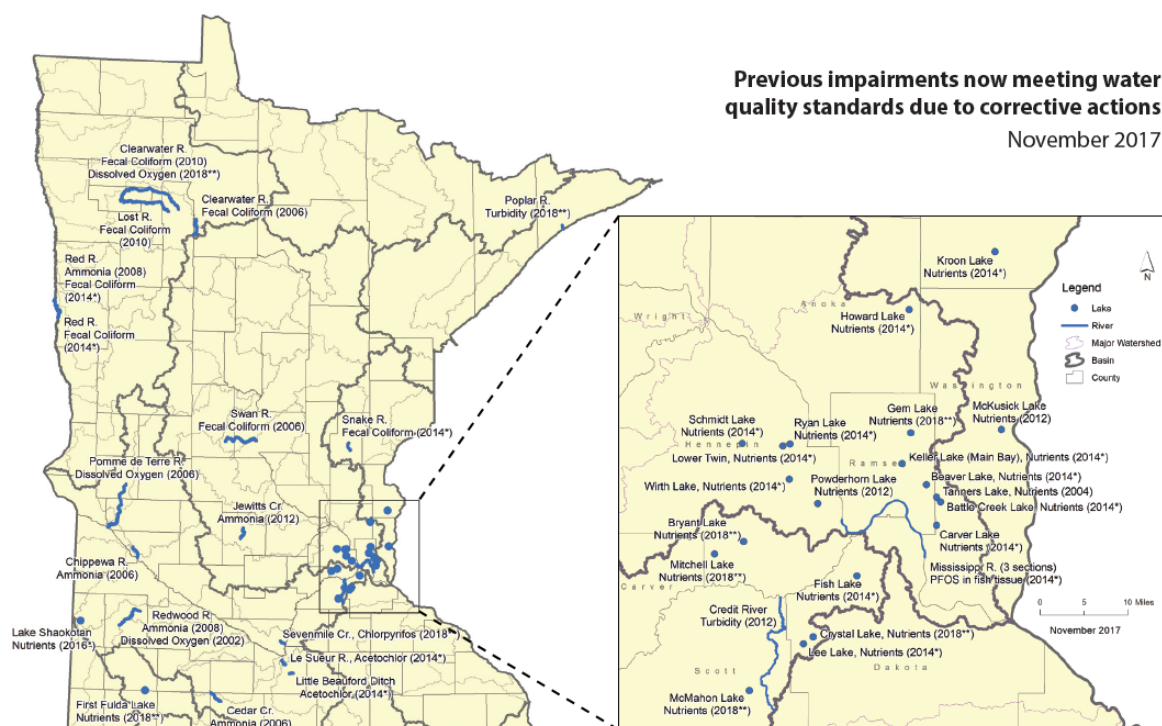 Previous impairments now meeting water
quality standards due to corrective actions
November 2017
Clearwater R.
Fecal Coliform (2010)
Dissolved Oxygen (2018**)
Clearwater R.
Fecal Coliform (2006)
Lost R.
Fecal Coliform
(2010)
Poplar R.
Turbidity (2018**)
Red R.
Ammonia (2008)
Fecal Coliform
(2014*)
Red R.
Fecal Coliform
(2014*)
Swan R.
Fecal Coliform (2006)
Snake R.
Fecal Coliform (2014*)
Pomme de Terre R.
Dissolved Oxygen (2006)
Jewitts Cr.
Ammonia (2012)
Chippewa R.
Ammonia (2006)
Redwood R.
Ammonia (2008)
Dissolved Oxygen (2002)
Lake Shaokotan
Nutrients (2016*)
Sevenmile Cr., Chlorpyrifos (2018*)
Le Sueur R., Acetochlor (2014*)
Little Beauford Ditch
Acetochlor (2014*)
First Fulda Lake
Nutrients (2018**)
Cedar Cr.
Ammonia (2006)
Kroon Lake
Nutrients (2014*)
Anoka
Wright
Howard Lake
Nutrients (2014*)
Washington
Schmidt Lake
Nutrients (2014*)
Hennepin
Ryan Lake
Nutrients (2014*)
Gem Lake
Nutrients (2018**)
McKusick Lake
Nutrients (2012)
Lower Twin, Nutrients (2014*)
Ramsey
Keller Lake (Main Bay), Nutrients (2014*)
Wirth Lake, Nutrients (2014*)
Powderhorn Lake
Nutrients (2012)
Beaver Lake, Nutrients (2014*)
Tanners Lake, Nutrients (2004)
Battle Creek Lake, Nutrients (2014*)
Bryant Lake
Nutrients (2018**)
Carver Lake
Nutrients (2014*)
Mitchell Lake
Nutrients (2018**)
Carver
Mississippi R. (3 sections)
PFOS in fish tissue (2014*)
Fish Lake
Nutrients (2014*)
Credit River
Turbidity (2012)
Crystal Lake, Nutrients (2018**)
Lee Lake, Nutrients (2014*)
Scott
Dakota
McMahon Lake
Nutrients (2018**)
N
Legend
Lake
River
Major Watershed
Basin
County
0 5 10 Miles
November 2017